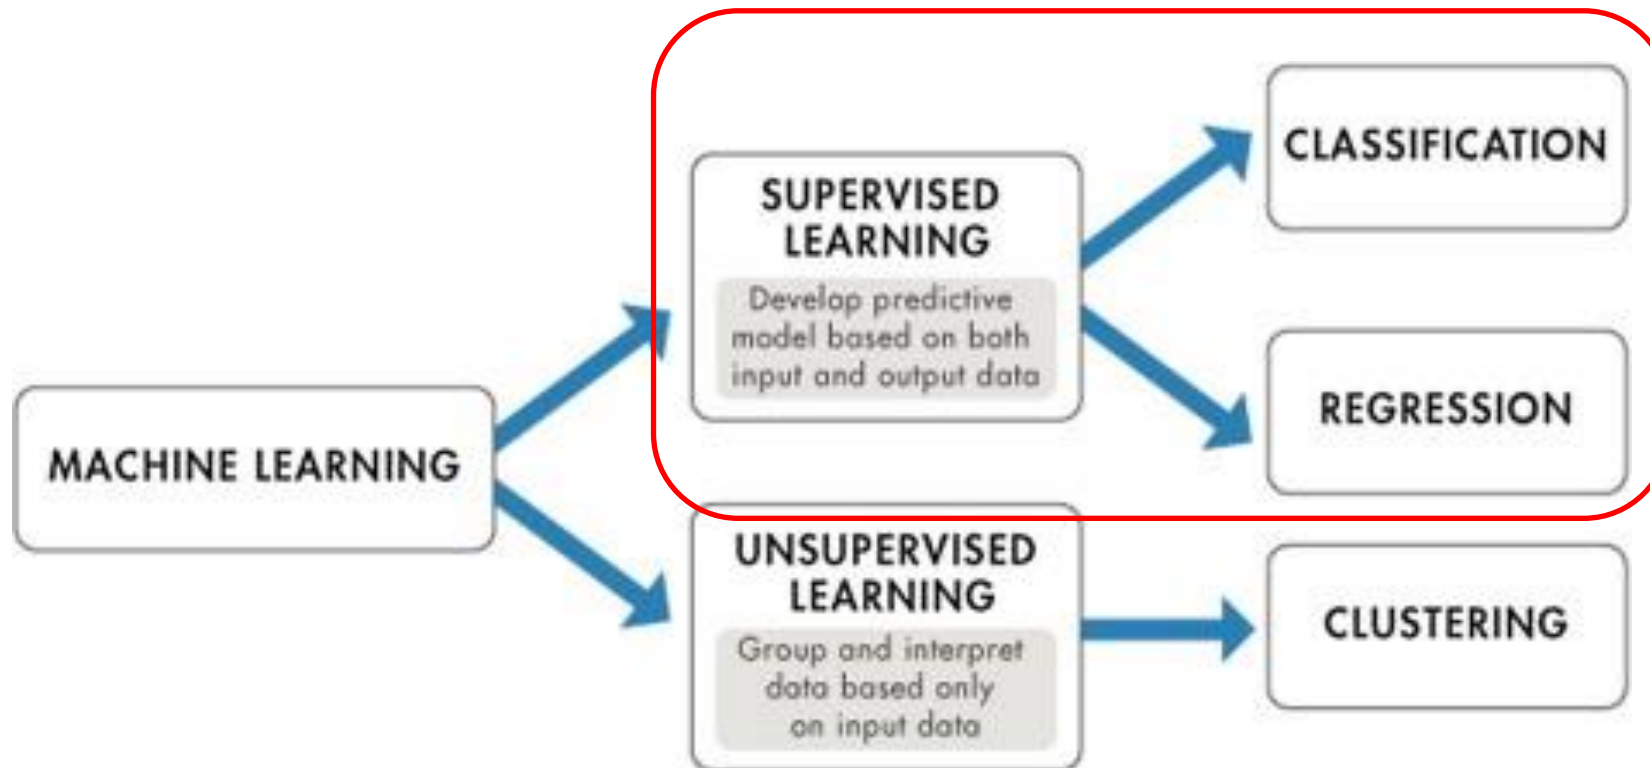 MACHINE LEARNING
SUPERVISED
LEARNING
Develop predictive
model based on both
input and output data
CLASSIFICATION
REGRESSION
UNSUPERVISED
LEARNING
Group and interpret
data based only
on input data
CLUSTERING